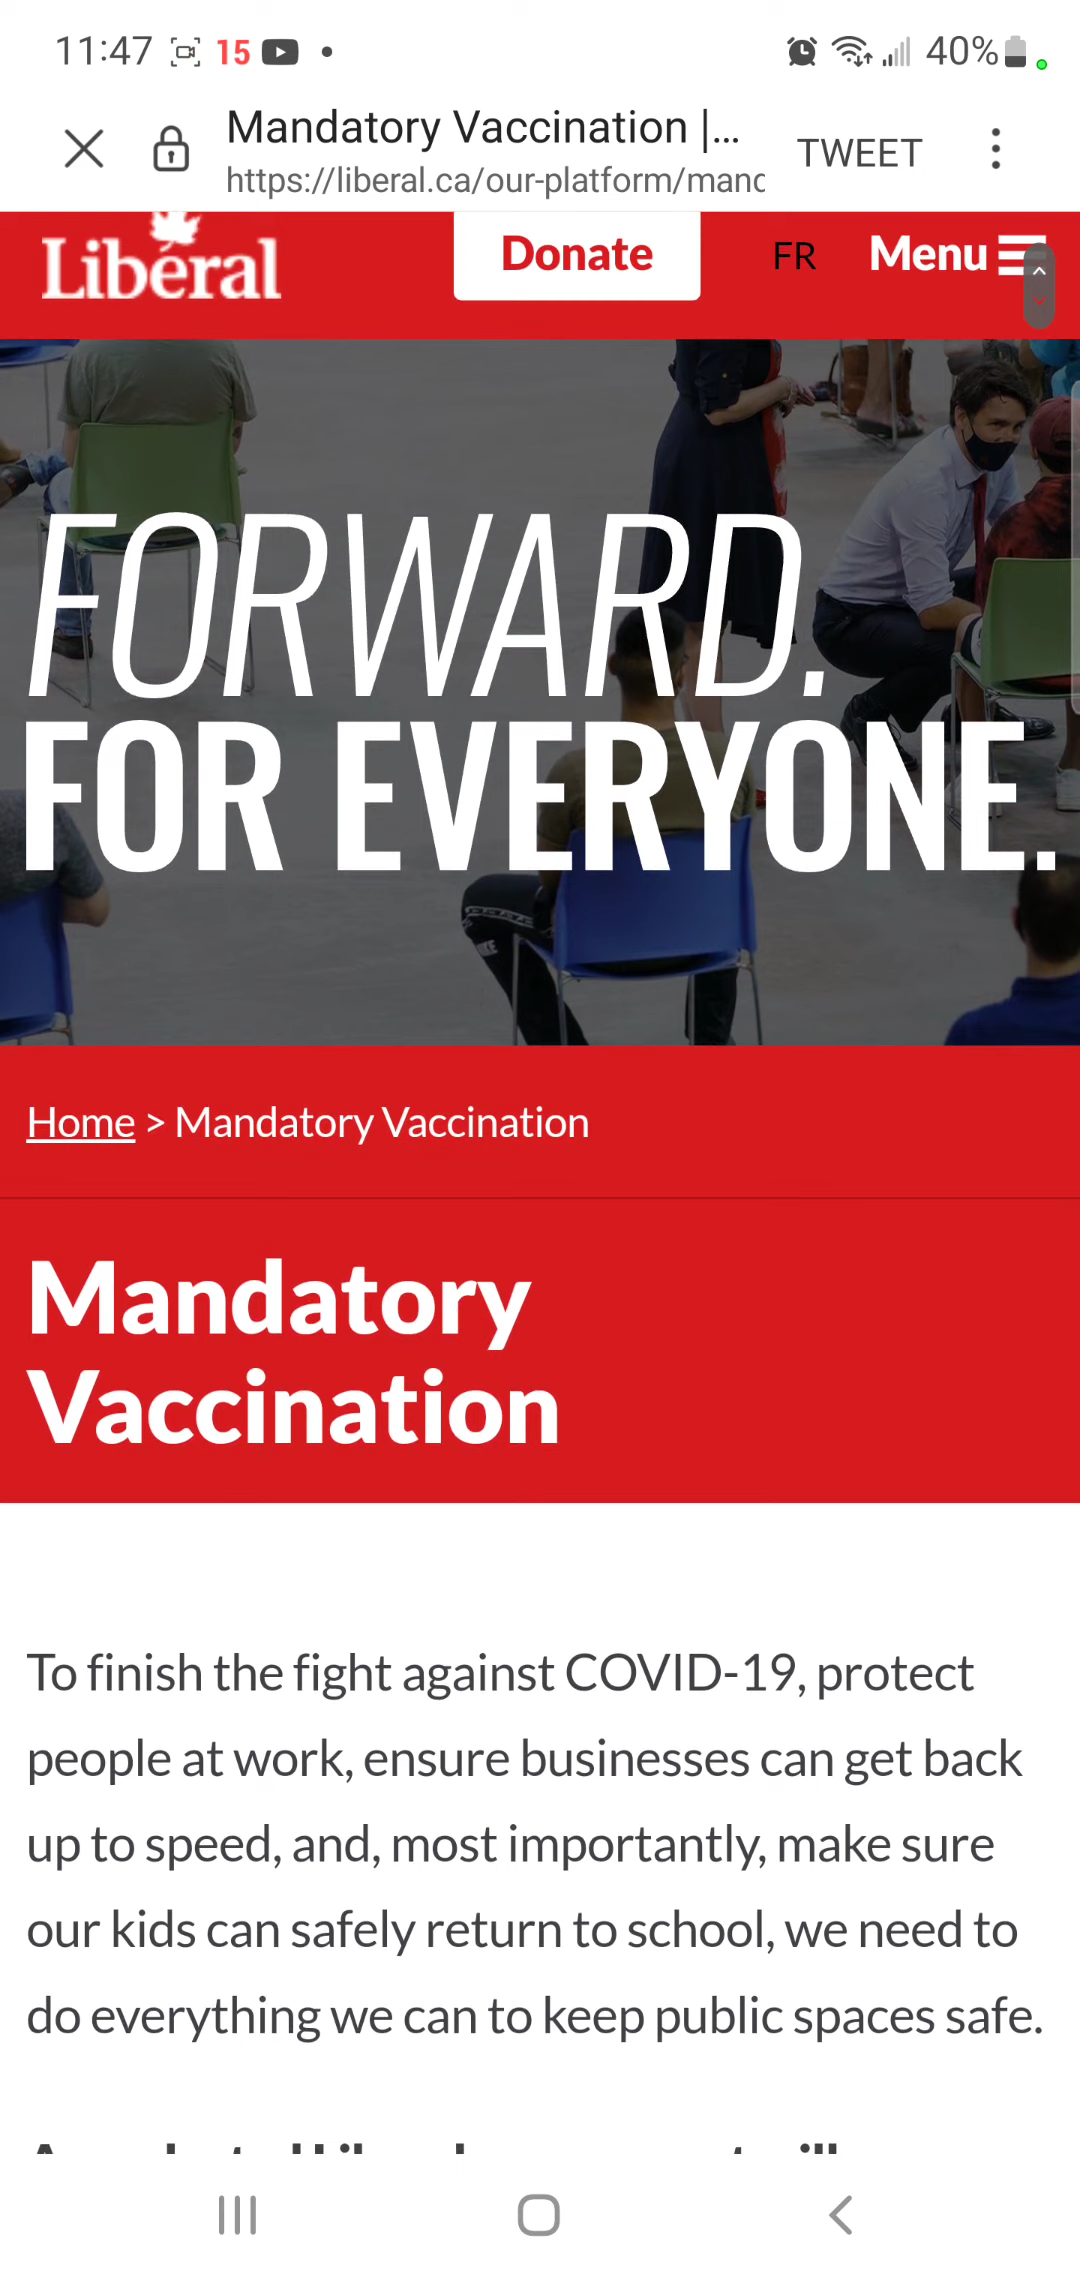 11:47 15 40%
Mandatory Vaccination |...
https://liberal.ca/our-platform/mand
TWEET
Liberal
Donate FR Menu
FORWARD.
FOR EVERYONE.
Home > Mandatory Vaccination
Mandatory
Vaccination
To finish the fight against COVID-19, protect
people at work, ensure businesses can get back
up to speed, and, most importantly, make sure
our kids can safely return to school, we need to
do everything we can to keep public spaces safe.